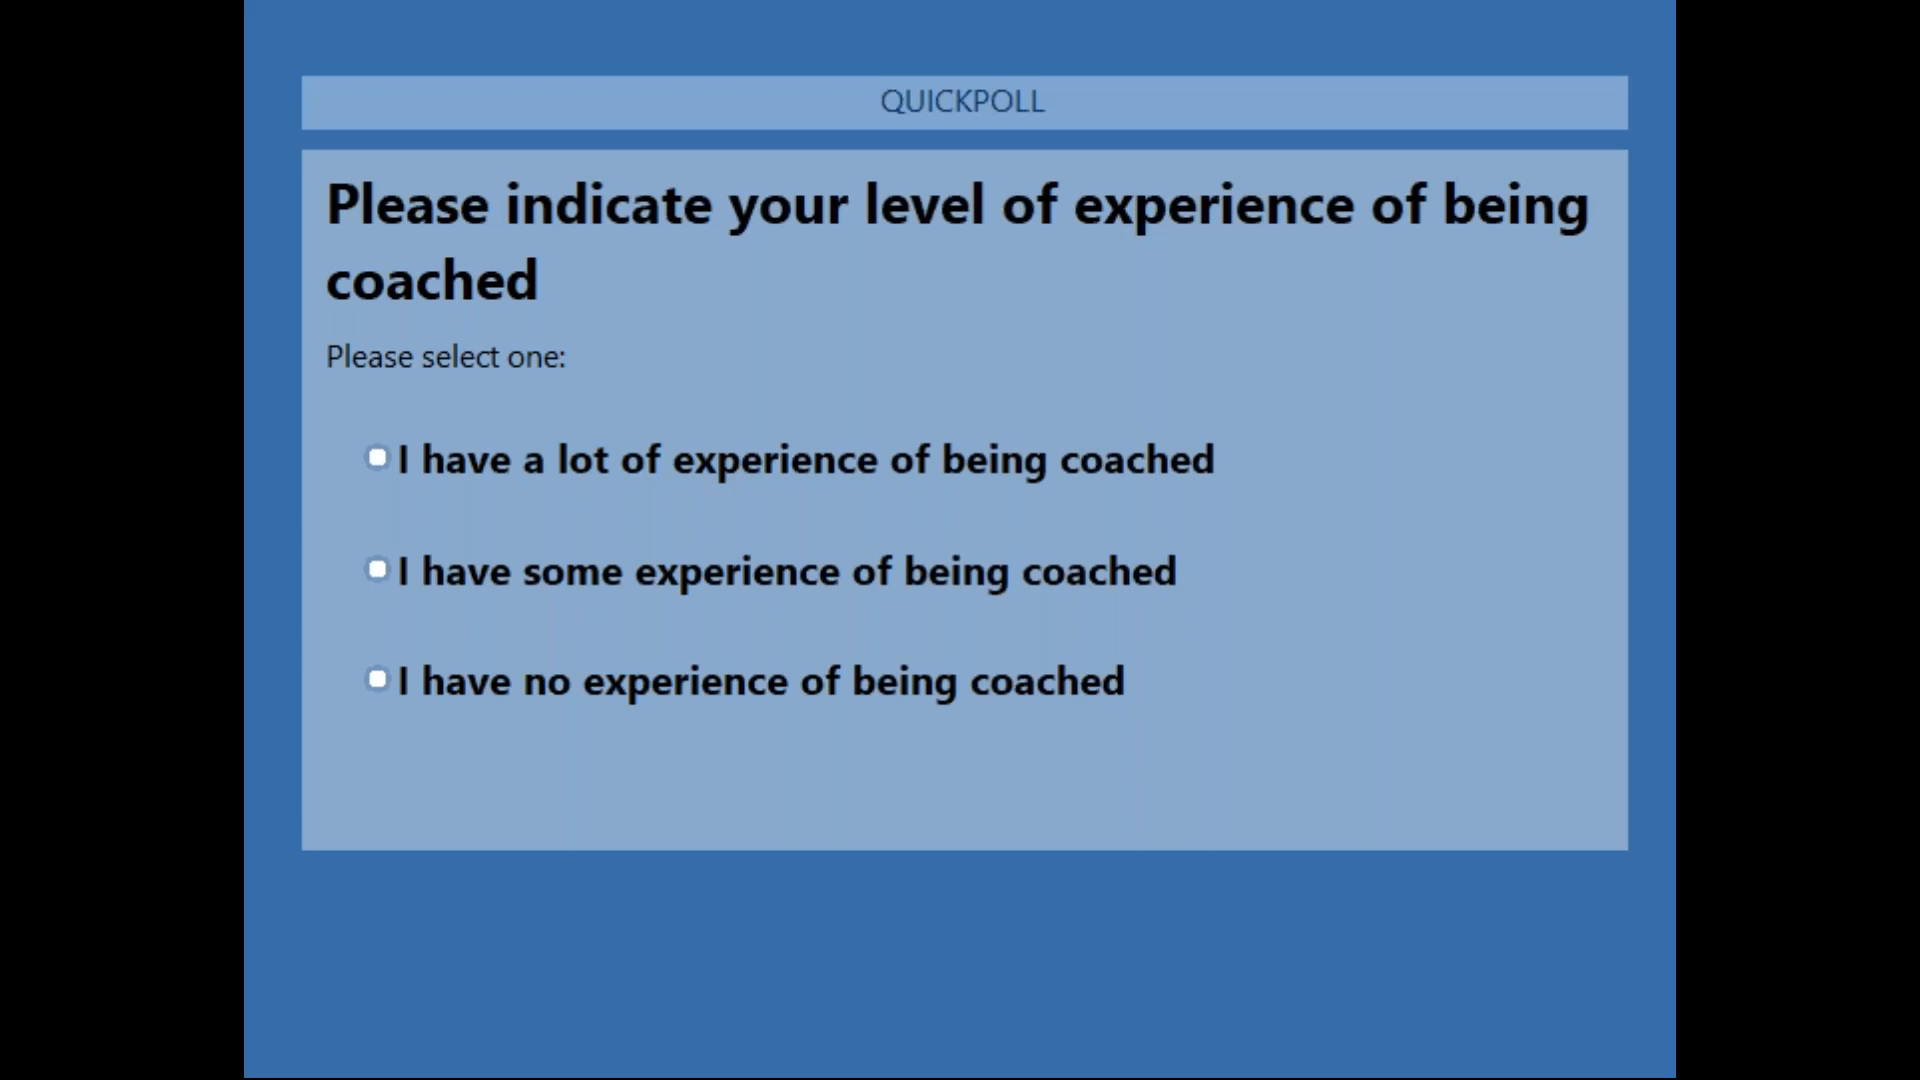 QUICKPOLL
Please indicate your level of experience of being
coached
Please select one:
I have a lot of experience of being coached
I have some experience of being coached
I have no experience of being coached